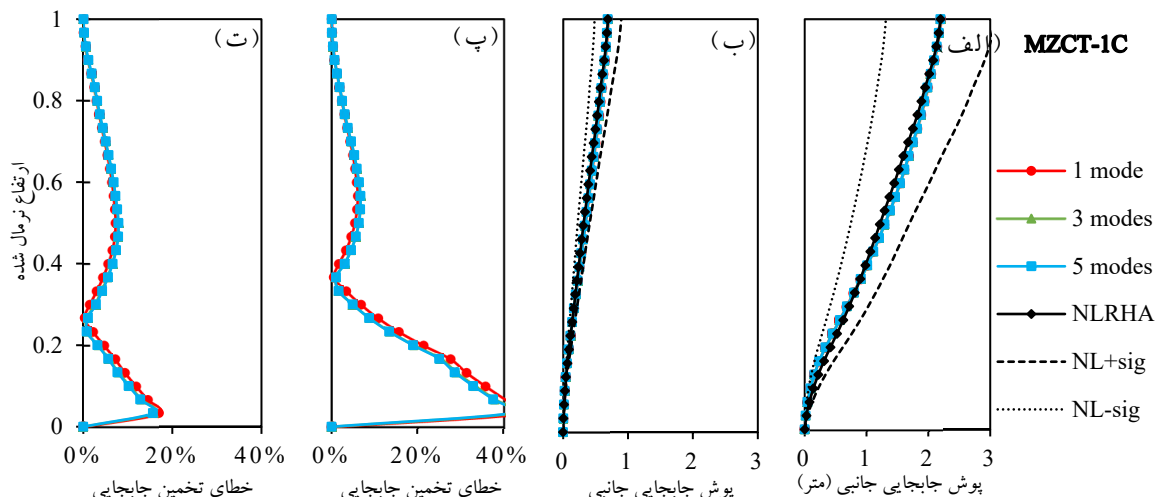 (ت)
(پ)
(ب)
(الف)
MZCT-1C
1
0.8
0.6
0.4
0.2
0
ارتفاع نرمال شده
1 mode
3 modes
5 modes
NLRHA
NL+sig
NL-sig
0% 20% 40%
0% 20% 40%
0 1 2 3
0 1 2 3
خطای تخمین جابجایی
خطای تخمین جابجایی
پوش جابجایی جانبی
پوش جابجایی جانبی (متر)